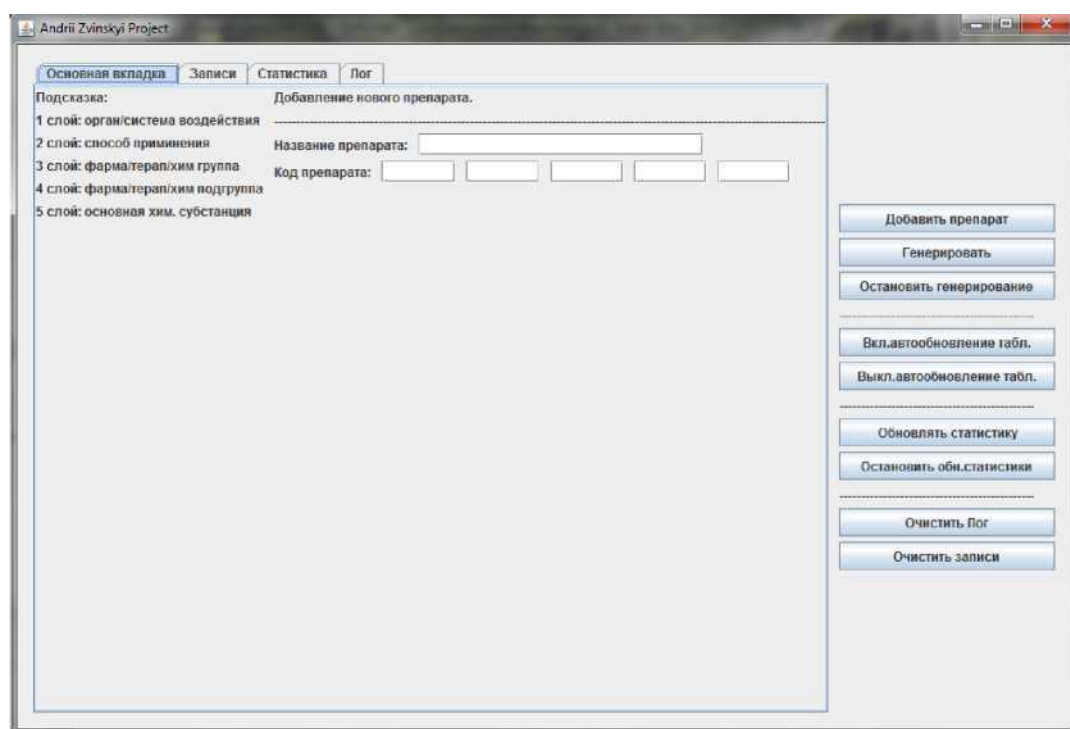 Andrii Zvinskyi Project
Основная вкладка Записи Статистика Лог
Подсказка:
1 слой: орган/система воздействия
2 слой: способ приминения
3 слой: фарма/терап/хим группа
4 слой: фарма/терап/хим подгруппа
5 слой: основная хим. субстанция
Добавление нового препарата.
Название препарата:
Код препарата:
Добавить препарат
Генерировать
Остановить генерирование
Вкл.автообновление табл.
Выкл.автообновление табл.
Обновлять статистику
Остановить обн.статистики
Очистить Лог
Очистить записи